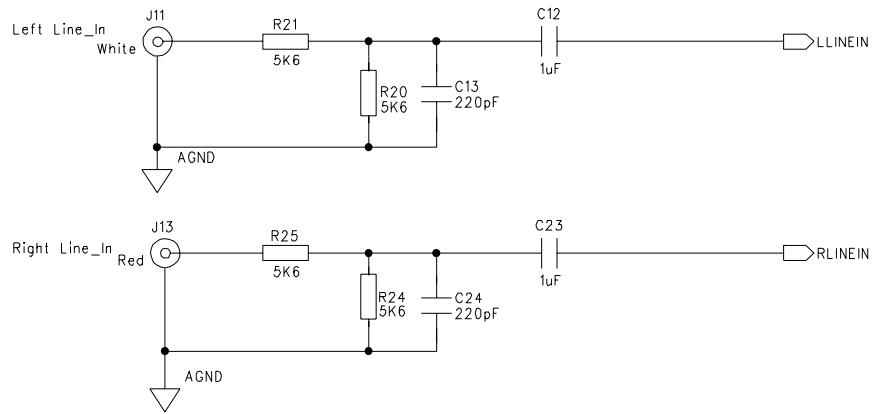 J11
Left Line_In
White
R21
5K6
C12
1uF
LLINEIN
R20
5K6
C13
220pF
AGND
J13
Right Line_In
Red
R25
5K6
C23
1uF
RLINEIN
R24
5K6
C24
220pF
AGND